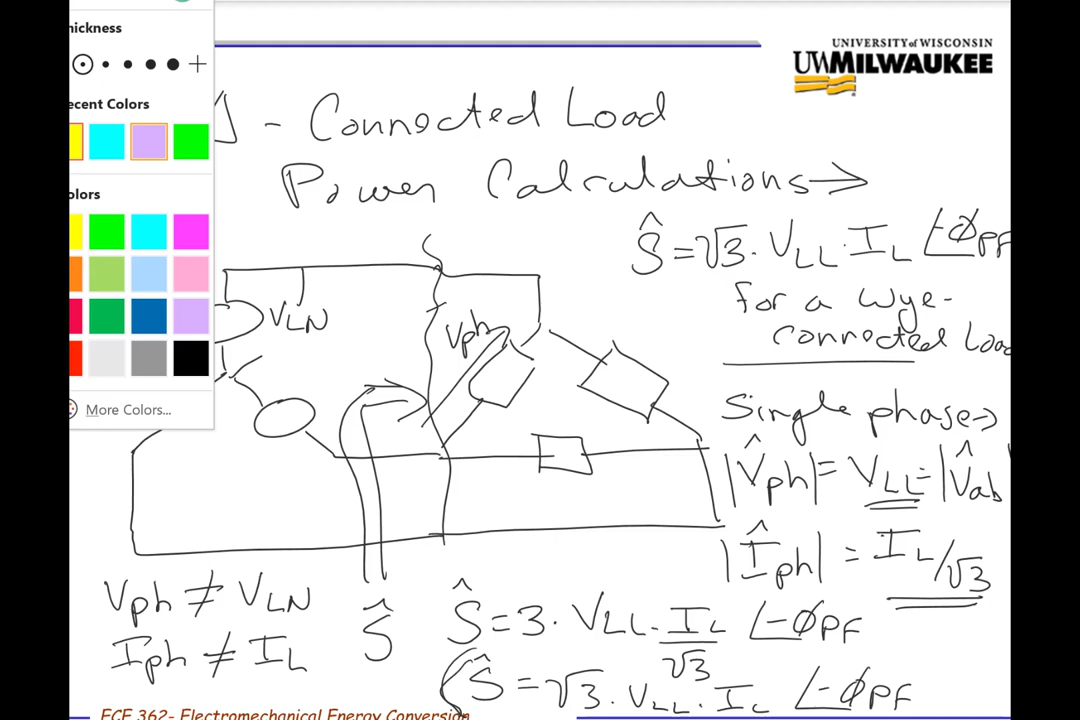 hickness
ecent Colors
olors
More Colors...
UNIVERSITY of WISCONSIN
UWMILWAUKEE
Δ - Connected Load
Power Calculations →
Ŝ = √3 · VLL · IL ∠-ϕPF
for a Wye-
connected Load
VLN
Vph
Single phase →
|V̂ph| = VLL = |V̂ab
|Îph| = IL/√3
Vph ≠ VLN
Iph ≠ IL
Ŝ
Ŝ = 3 · VLL · IL/√3 ∠-ϕPF
Ŝ = √3 · VLL · IL ∠-ϕPF
ECE 362- Electromechanical Energy Conversion